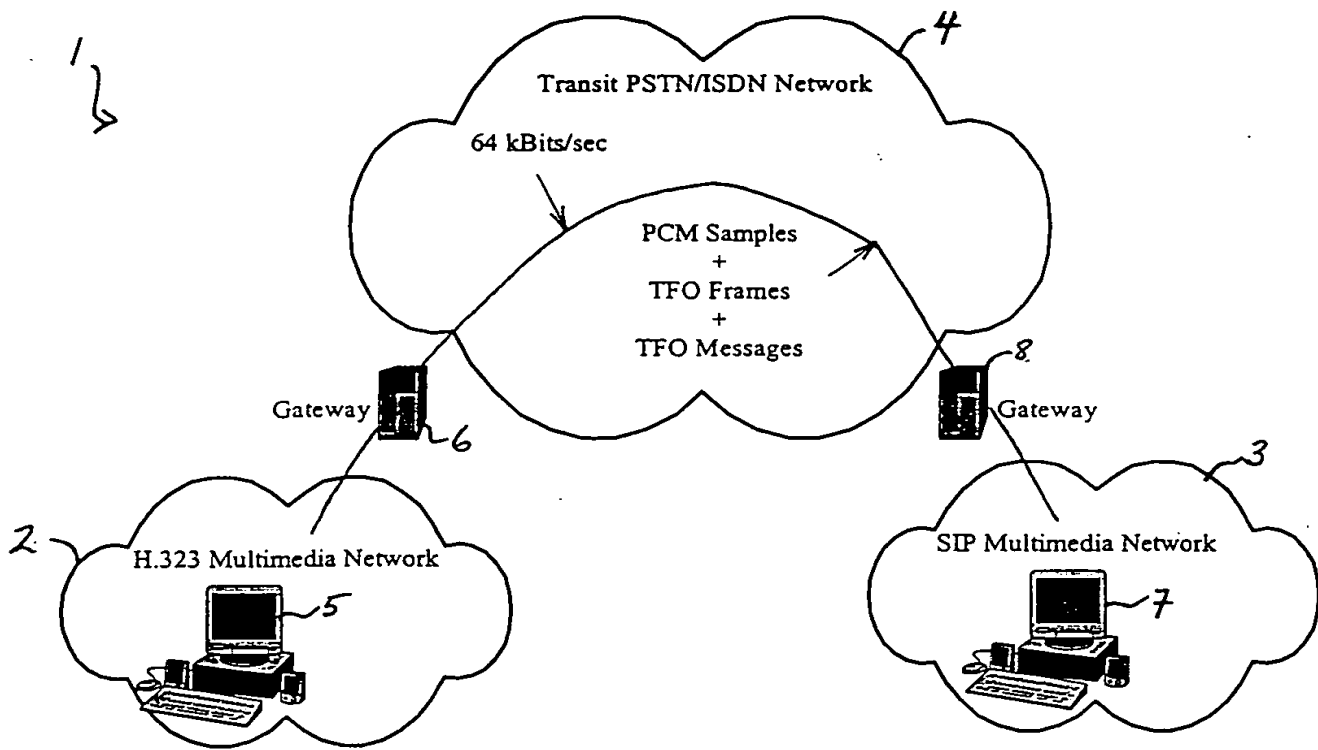 1
4
Transit PSTN/ISDN Network
64 kBits/sec
PCM Samples
+
TFO Frames
+
TFO Messages
8
Gateway
6
Gateway
3
2
H.323 Multimedia Network
SIP Multimedia Network
5
7